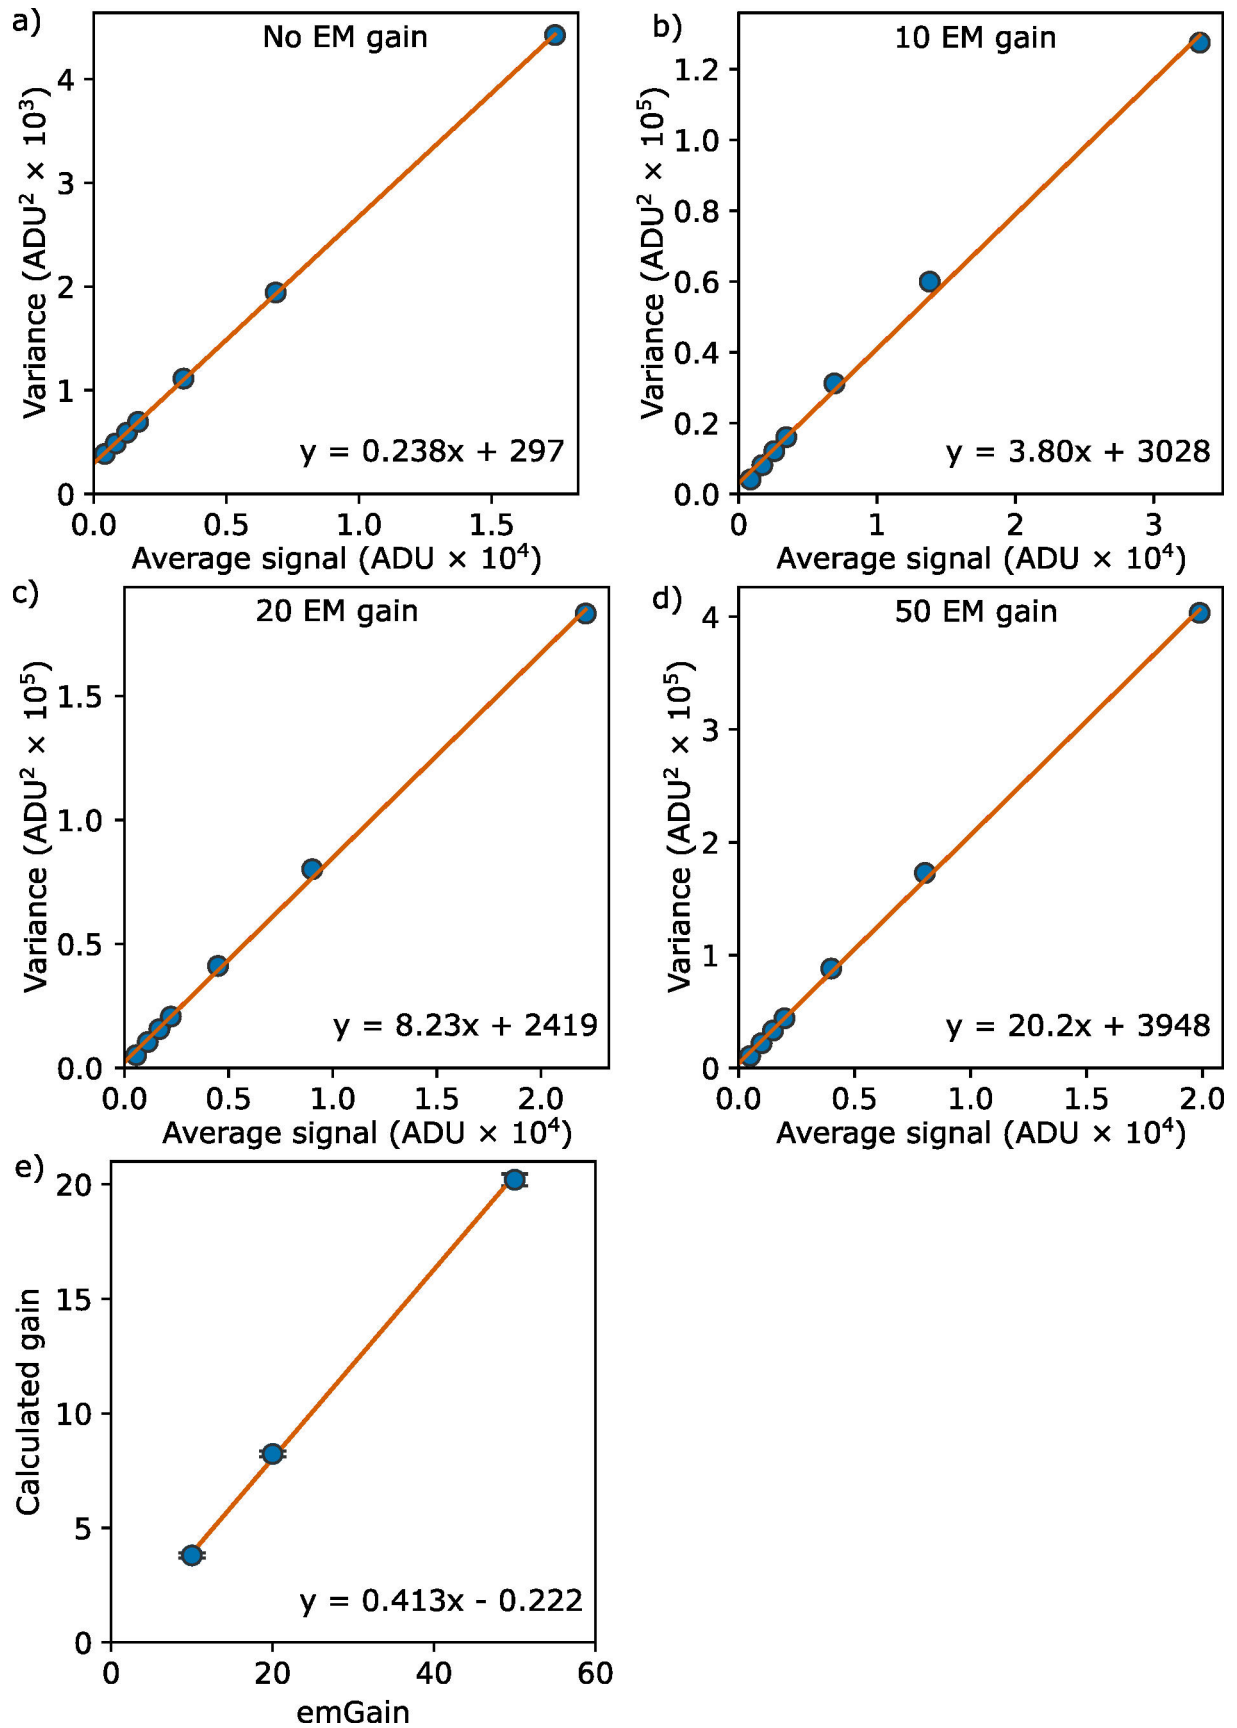 a)
No EM gain
Variance (ADU² × 10³)
4
3
2
1
0
y = 0.238x + 297
0.0 0.5 1.0 1.5
Average signal (ADU × 10⁴)
b)
10 EM gain
Variance (ADU² × 10⁵)
1.2
1.0
0.8
0.6
0.4
0.2
0.0
y = 3.80x + 3028
0 1 2 3
Average signal (ADU × 10⁴)
c)
20 EM gain
Variance (ADU² × 10⁵)
1.5
1.0
0.5
0.0
y = 8.23x + 2419
0.0 0.5 1.0 1.5 2.0
Average signal (ADU × 10⁴)
d)
50 EM gain
Variance (ADU² × 10⁵)
4
3
2
1
0
y = 20.2x + 3948
0.0 0.5 1.0 1.5 2.0
Average signal (ADU × 10⁴)
e)
Calculated gain
20
15
10
5
0
y = 0.413x - 0.222
0 20 40 60
emGain